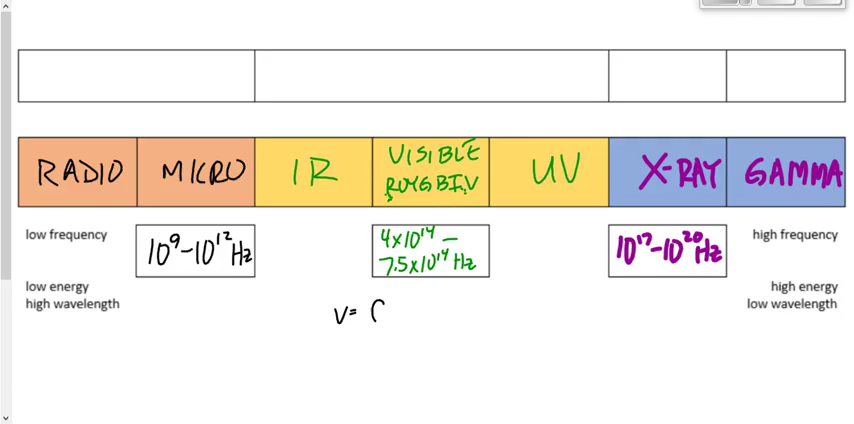 RADIO MICRO IR VISIBLE UV X-RAY GAMMA
ROYGBIV
low frequency 10⁹-10¹² Hz 4x10¹⁴ - 10¹⁷-10²⁰ Hz high frequency
7.5x10¹⁴ Hz
low energy high energy
high wavelength low wavelength
v= (